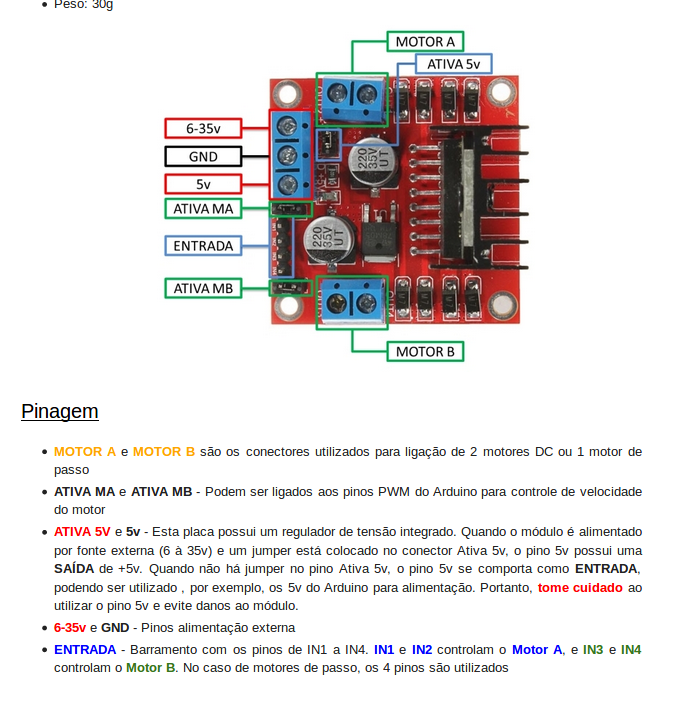 Peso: 30g
MOTOR A
ATIVA 5v
6-35v
GND
5v
ATIVA MA
ENTRADA
ATIVA MB
220
35V
UT
220
35V
UT
MOTOR B
Pinagem
MOTOR A e MOTOR B são os conectores utilizados para ligação de 2 motores DC ou 1 motor de
passo
ATIVA MA e ATIVA MB - Podem ser ligados aos pinos PWM do Arduino para controle de velocidade
do motor
ATIVA 5V e 5v - Esta placa possui um regulador de tensão integrado. Quando o módulo é alimentado
por fonte externa (6 à 35v) e um jumper está colocado no conector Ativa 5v, o pino 5v possui uma
SAÍDA de +5v. Quando não há jumper no pino Ativa 5v, o pino 5v se comporta como ENTRADA,
podendo ser utilizado , por exemplo, os 5v do Arduino para alimentação. Portanto, tome cuidado ao
utilizar o pino 5v e evite danos ao módulo.
6-35v e GND - Pinos alimentação externa
ENTRADA - Barramento com os pinos de IN1 a IN4. IN1 e IN2 controlam o Motor A, e IN3 e IN4
controlam o Motor B. No caso de motores de passo, os 4 pinos são utilizados